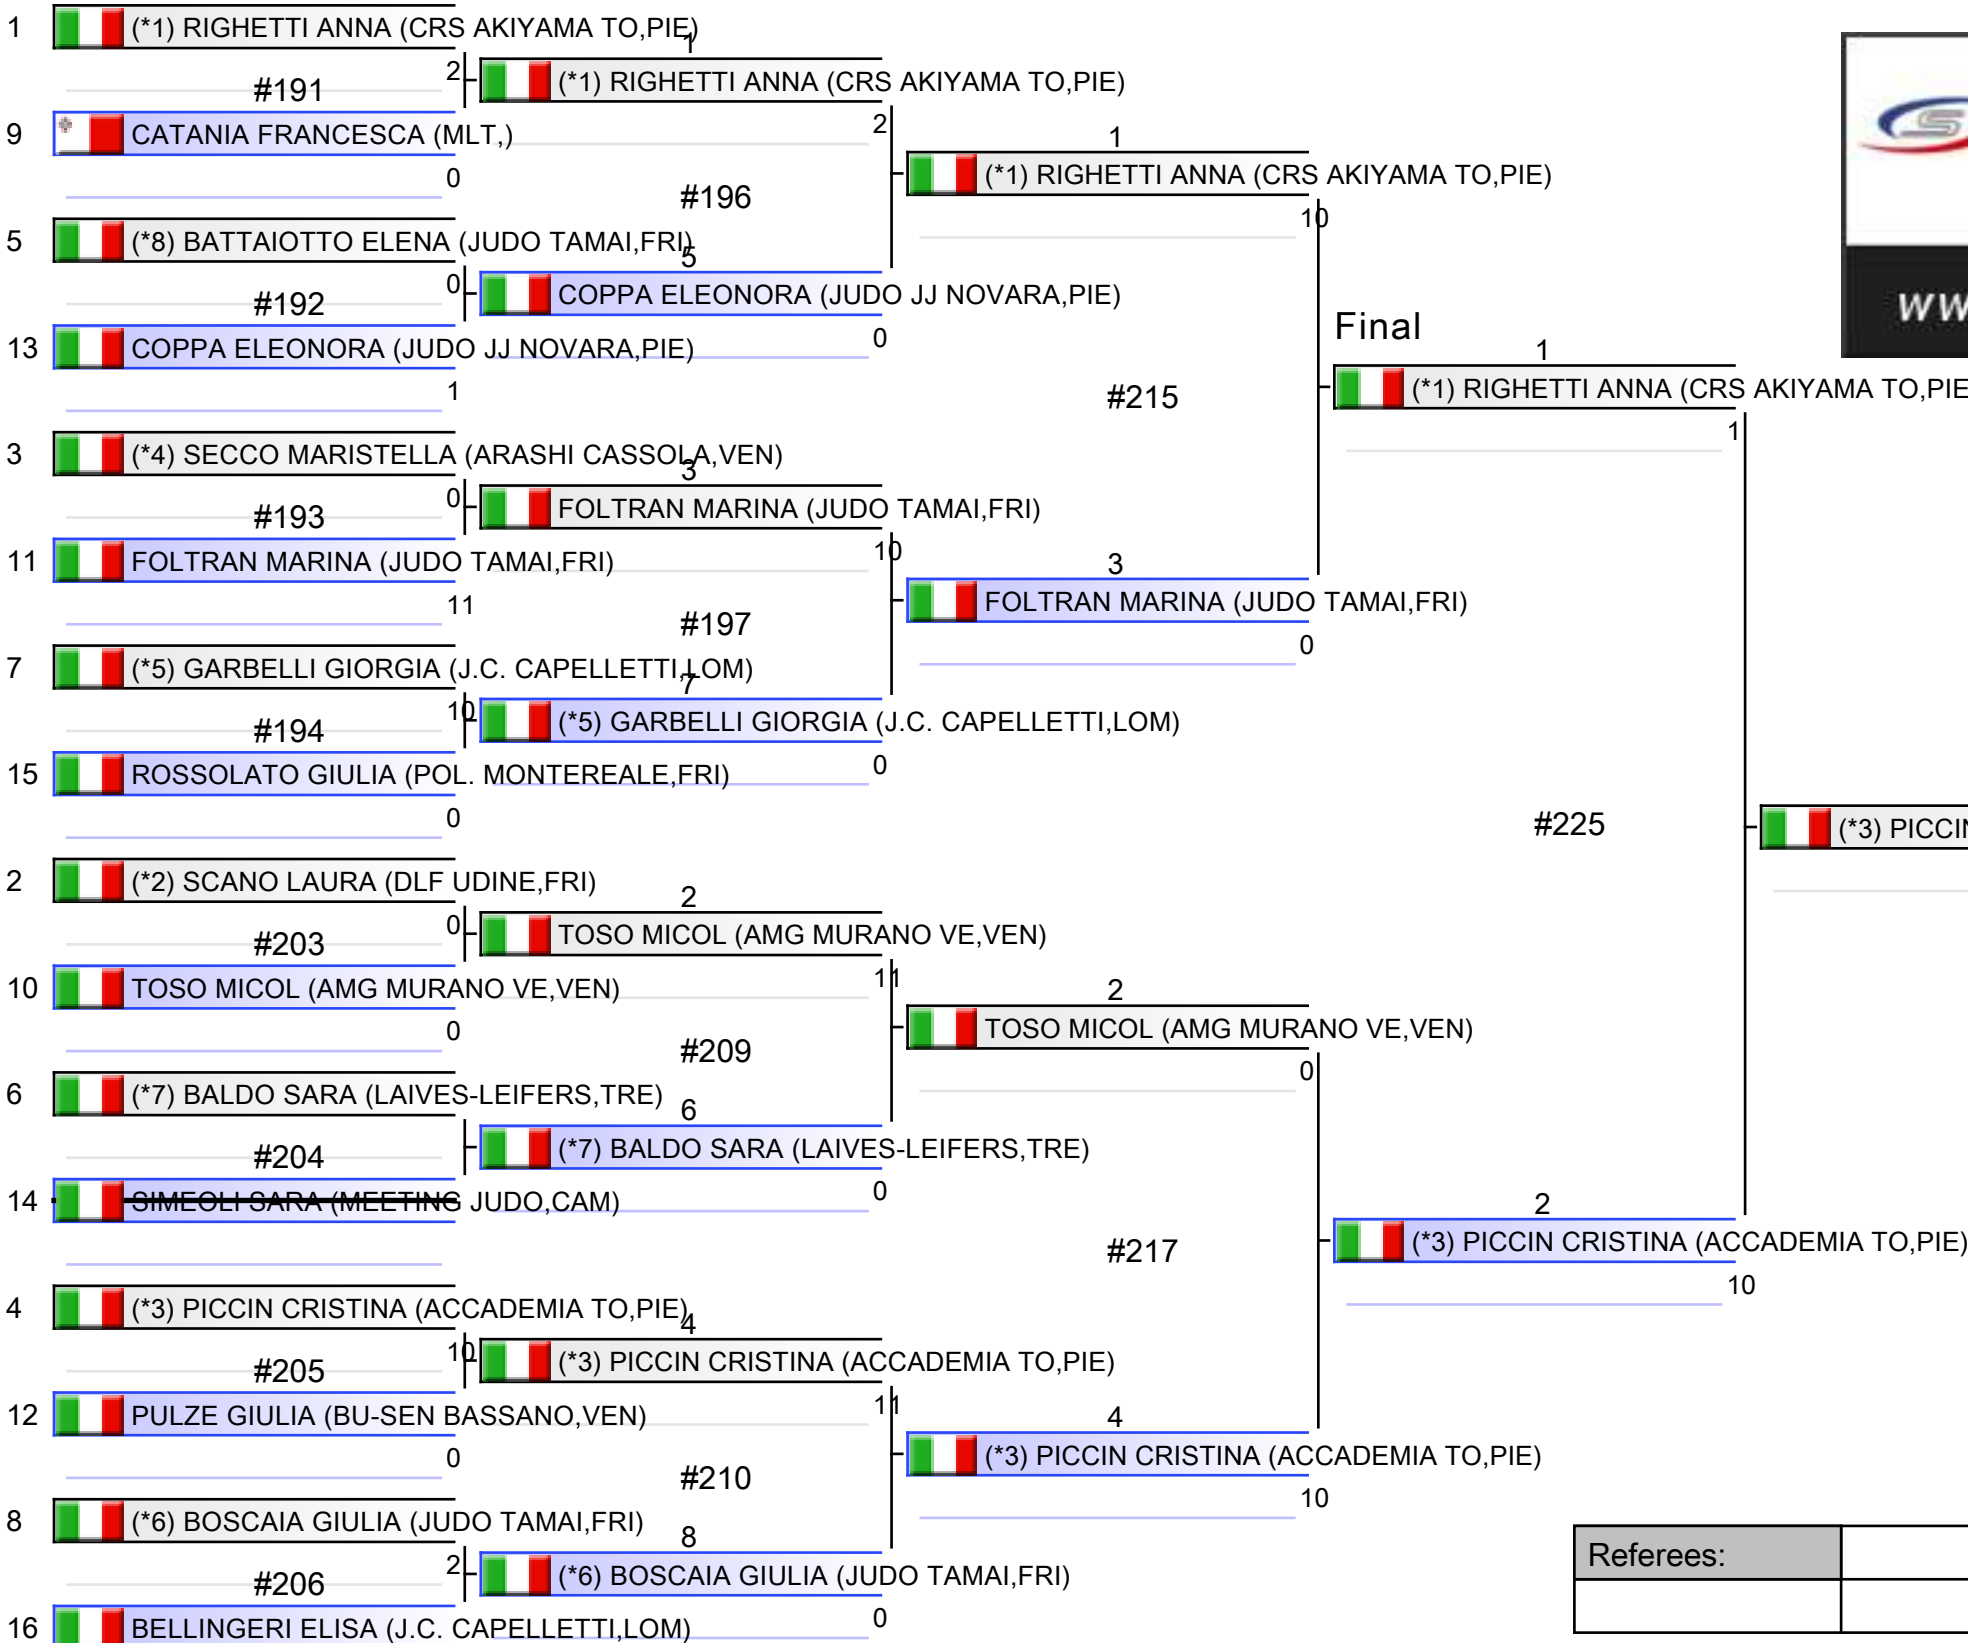 1 (*1) RIGHETTI ANNA (CRS AKIYAMA TO,PIE)
1
2 (*1) RIGHETTI ANNA (CRS AKIYAMA TO,PIE)
#191
9 CATANIA FRANCESCA (MLT,)
2
1
0
(*1) RIGHETTI ANNA (CRS AKIYAMA TO,PIE)
#196
10
5 (*8) BATTAIOTTO ELENA (JUDO TAMAI,FRI)
5
0 COPPA ELEONORA (JUDO JJ NOVARA,PIE)
#192
Final
WW
13 COPPA ELEONORA (JUDO JJ NOVARA,PIE)
0
1
1
#215
(*1) RIGHETTI ANNA (CRS AKIYAMA TO,PIE
1
3 (*4) SECCO MARISTELLA (ARASHI CASSOLA,VEN)
3
0 FOLTRAN MARINA (JUDO TAMAI,FRI)
#193
11 FOLTRAN MARINA (JUDO TAMAI,FRI)
10
3
11
FOLTRAN MARINA (JUDO TAMAI,FRI)
#197
0
7 (*5) GARBELLI GIORGIA (J.C. CAPELLETTI,LOM)
7
10 (*5) GARBELLI GIORGIA (J.C. CAPELLETTI,LOM)
#194
15 ROSSOLATO GIULIA (POL. MONTEREALE,FRI)
0
0
#225
(*3) PICCIN
2 (*2) SCANO LAURA (DLF UDINE,FRI)
2
0 TOSO MICOL (AMG MURANO VE,VEN)
#203
10 TOSO MICOL (AMG MURANO VE,VEN)
11
2
0
TOSO MICOL (AMG MURANO VE,VEN)
#209
0
6 (*7) BALDO SARA (LAIVES-LEIFERS,TRE)
6
(*7) BALDO SARA (LAIVES-LEIFERS,TRE)
#204
14 SIMEOLI SARA (MEETING JUDO,CAM)
0
2
#217
(*3) PICCIN CRISTINA (ACCADEMIA TO,PIE)
10
4 (*3) PICCIN CRISTINA (ACCADEMIA TO,PIE)
4
10 (*3) PICCIN CRISTINA (ACCADEMIA TO,PIE)
#205
12 PULZE GIULIA (BU-SEN BASSANO,VEN)
11
4
0
(*3) PICCIN CRISTINA (ACCADEMIA TO,PIE)
#210
10
8 (*6) BOSCAIA GIULIA (JUDO TAMAI,FRI)
8
2 (*6) BOSCAIA GIULIA (JUDO TAMAI,FRI)
Referees:
#206
16 BELLINGERI ELISA (J.C. CAPELLETTI,LOM)
0